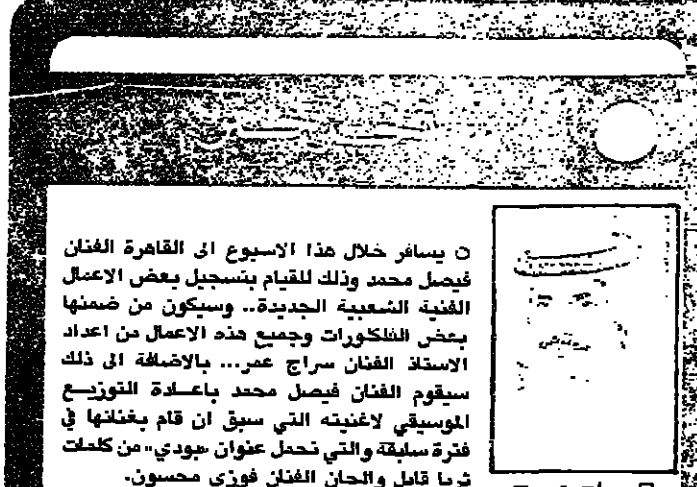 يسافر خلال هذا الاسبوع الى القاهرة الفنان
فيصل محمد وذلك للقيام بتسجيل بعض الاعمال
الفنية الشعبية الجديدة.. وسيكون من ضمنها
بعض الفلكورات وجميع هذه الاعمال من اعداد
الاستاذ الفنان سراج عمر... بالاضافة الى ذلك
سيقوم الفنان فيصل محمد باعادة التوزيع
الموسيقي لاغنيته التي سبق ان قام بغنائها في
فترة سابقة والتي تحمل عنوان «بودي» من كلمات
ثريا قابل والحان الفنان فوزي محسون.